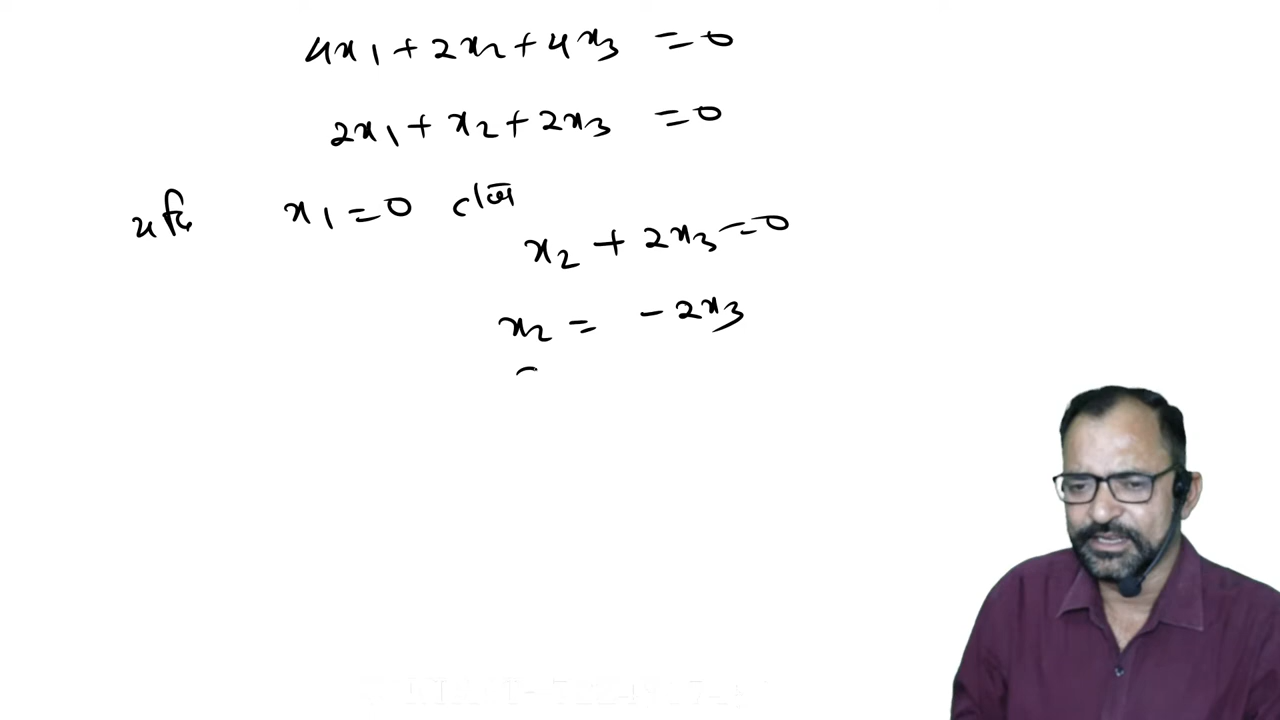 4x₁ + 2x₂ + 4x₃ = 0
2x₁ + x₂ + 2x₃ = 0
यदि x₁ = 0 तब
x₂ + 2x₃ = 0
x₂ = - 2x₃